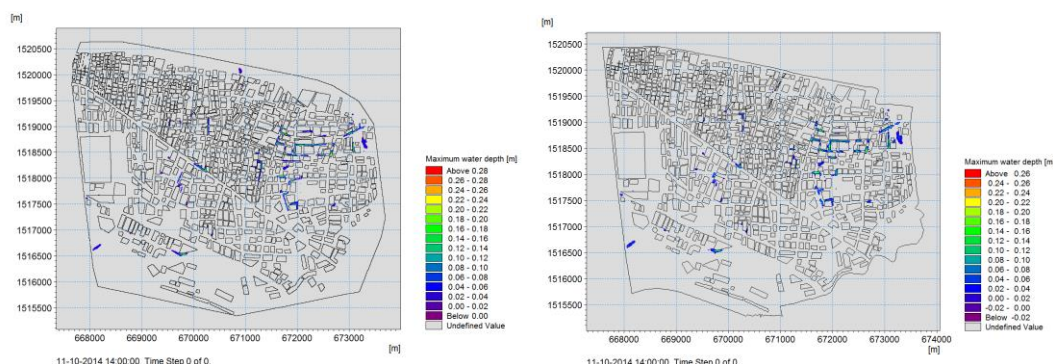 [m]
1520500
1520000
1519500
1519000
1518500
1518000
1517500
1517000
1516500
1516000
1515500
668000 669000 670000 671000 672000 673000
[m]
11-10-2014 14:00:00 Time Step 0 of 0.
Maximum water depth [m]
Above 0.28
0.26 - 0.28
0.24 - 0.26
0.22 - 0.24
0.20 - 0.22
0.18 - 0.20
0.16 - 0.18
0.14 - 0.16
0.12 - 0.14
0.10 - 0.12
0.08 - 0.10
0.06 - 0.08
0.04 - 0.06
0.02 - 0.04
0.00 - 0.02
Below 0.00
Undefined Value
[m]
1520500
1520000
1519500
1519000
1518500
1518000
1517500
1517000
1516500
1516000
1515500
668000 669000 670000 671000 672000 673000 674000
[m]
11-10-2014 14:00:00 Time Step 0 of 0.
Maximum water depth [m]
Above 0.26
0.24 - 0.26
0.22 - 0.24
0.20 - 0.22
0.18 - 0.20
0.16 - 0.18
0.14 - 0.16
0.12 - 0.14
0.10 - 0.12
0.08 - 0.10
0.06 - 0.08
0.04 - 0.06
0.02 - 0.04
0.00 - 0.02
-0.02 - 0.00
Below -0.02
Undefined Value